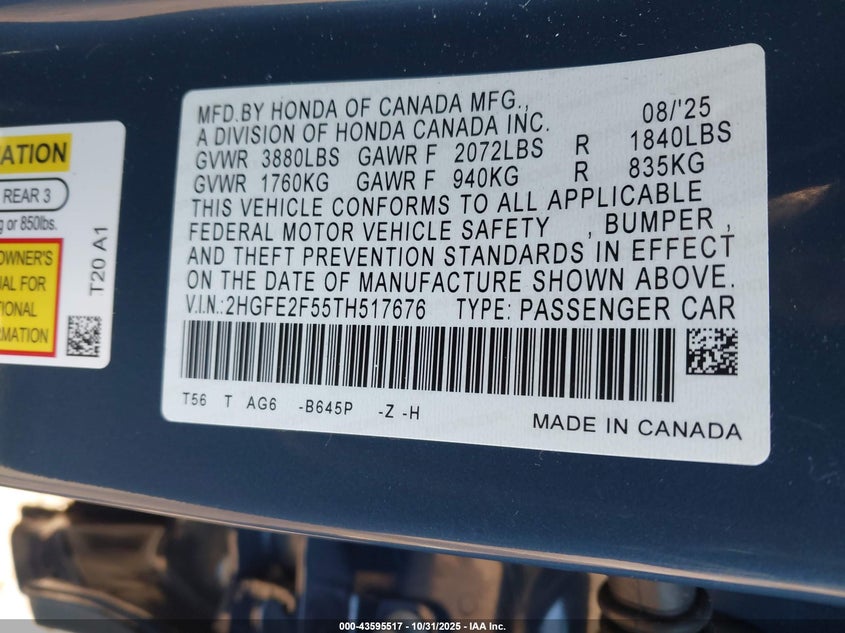 ATION
REAR 3
g or 850lbs.
OWNER'S
AL FOR
TIONAL
RMATION
T20 A1
MFD.BY HONDA OF CANADA MFG., 08/'25
A DIVISION OF HONDA CANADA INC.
GVWR 3880LBS GAWR F 2072LBS R 1840LBS
GVWR 1760KG GAWR F 940KG R 835KG
THIS VEHICLE CONFORMS TO ALL APPLICABLE
FEDERAL MOTOR VEHICLE SAFETY , BUMPER ,
AND THEFT PREVENTION STANDARDS IN EFFECT
ON THE DATE OF MANUFACTURE SHOWN ABOVE.
V.I.N.:2HGFE2F55TH517676 TYPE: PASSENGER CAR
T56 T AG6 -B645P -Z -H
MADE IN CANADA
000-43595517 - 10/31/2025 - IAA Inc.